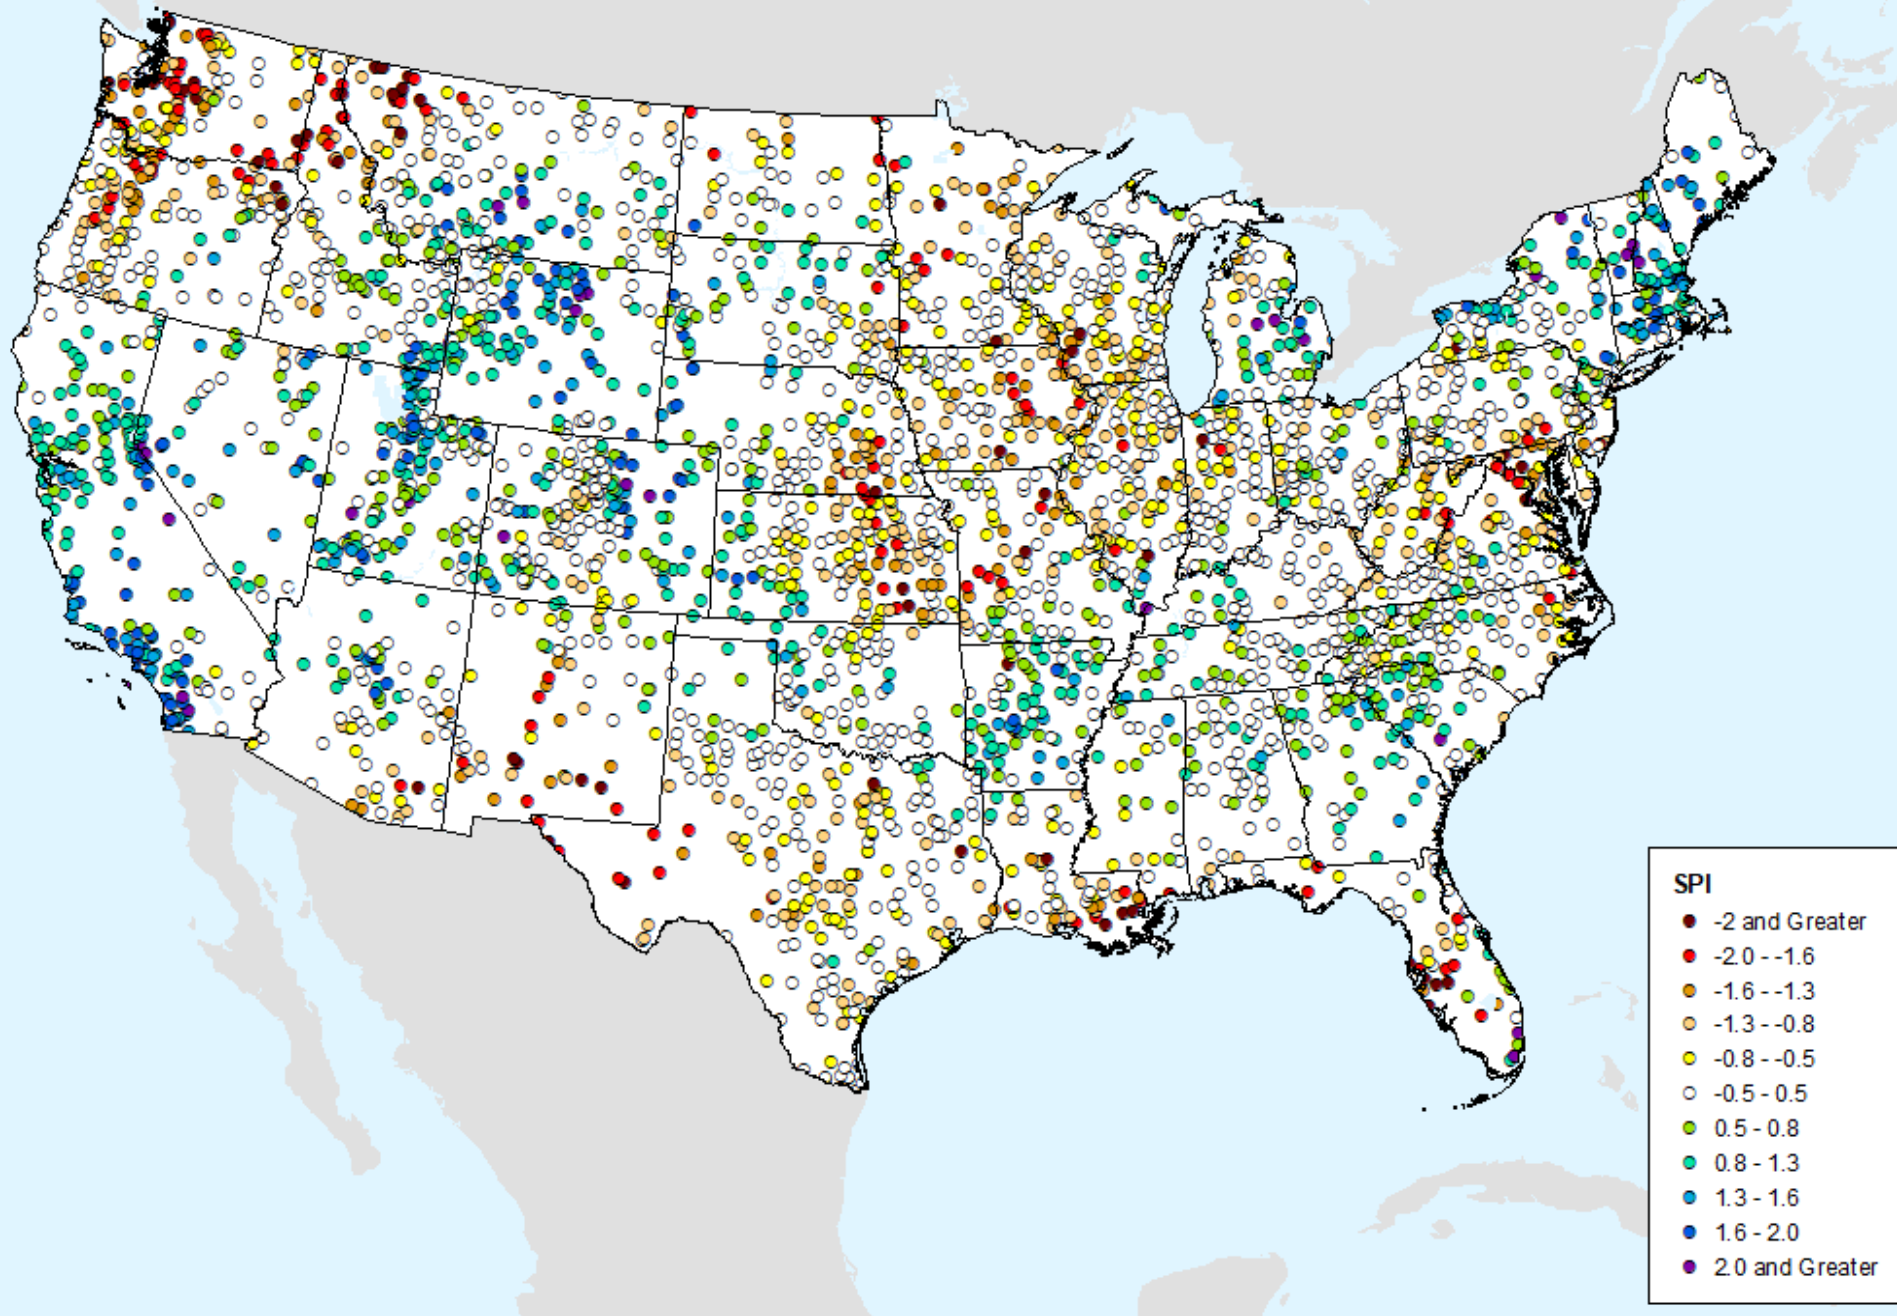 SPI
-2 and Greater
-2.0 - -1.6
-1.6 - -1.3
-1.3 - -0.8
-0.8 - -0.5
-0.5 - 0.5
0.5 - 0.8
0.8 - 1.3
1.3 - 1.6
1.6 - 2.0
2.0 and Greater